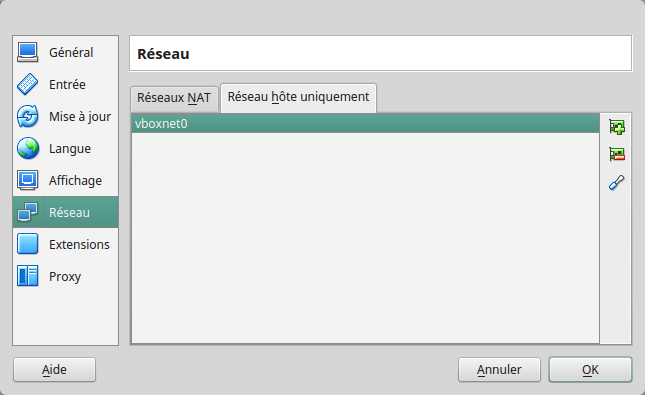 Général
Entrée
Mise à jour
Langue
Affichage
Réseau
Extensions
Proxy
Réseau
Réseaux NAT
Réseau hôte uniquement
vboxnet0
Aide
Annuler
OK